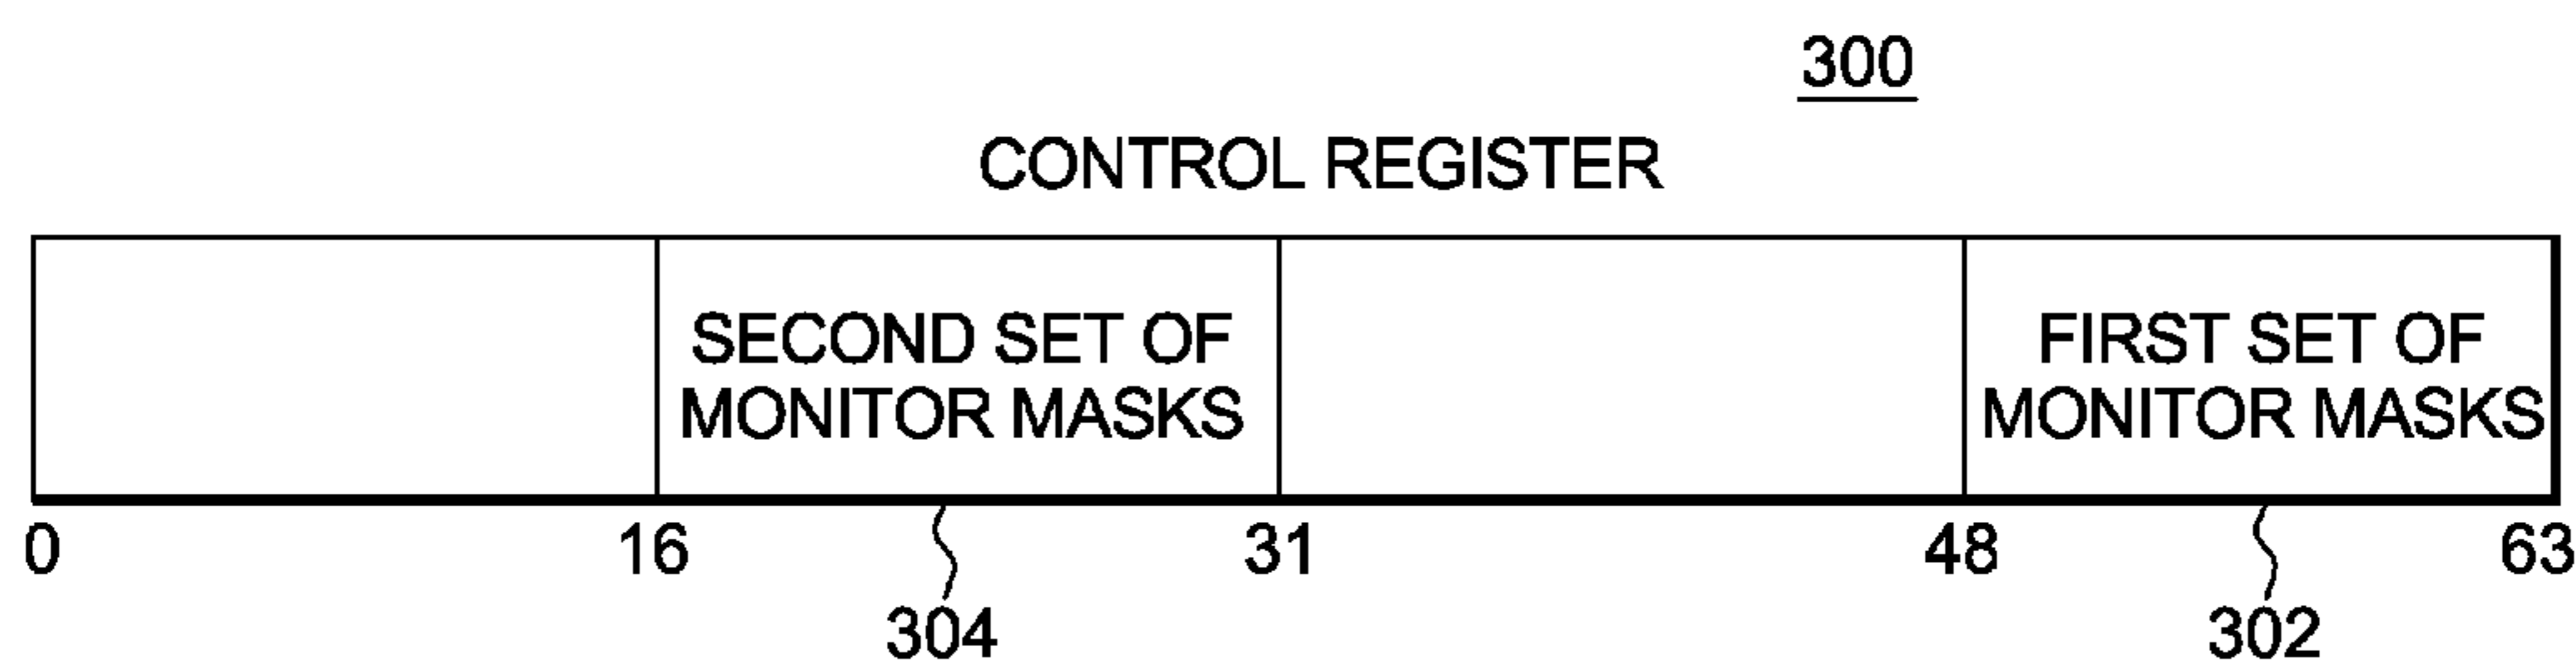 300
CONTROL REGISTER
SECOND SET OF
MONITOR MASKS
FIRST SET OF
MONITOR MASKS
0 16 31 48 63
304 302